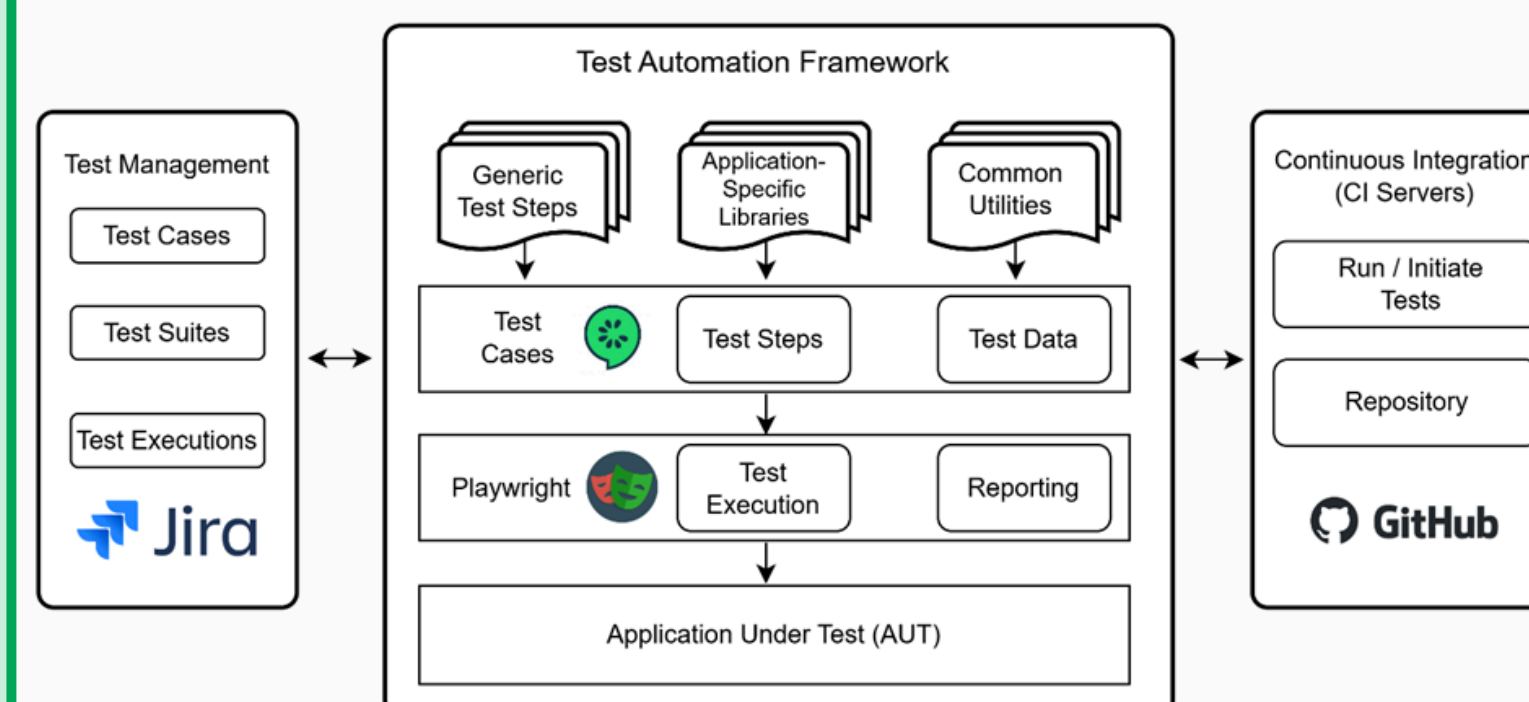 Test Automation Framework
Test Management
Test Cases
Test Suites
Test Executions
Jira
Generic
Test Steps
Application-
Specific
Libraries
Common
Utilities
Test
Cases
Test Steps
Test Data
Playwright
Test
Execution
Reporting
Application Under Test (AUT)
Continuous Integration
(CI Servers)
Run / Initiate
Tests
Repository
GitHub